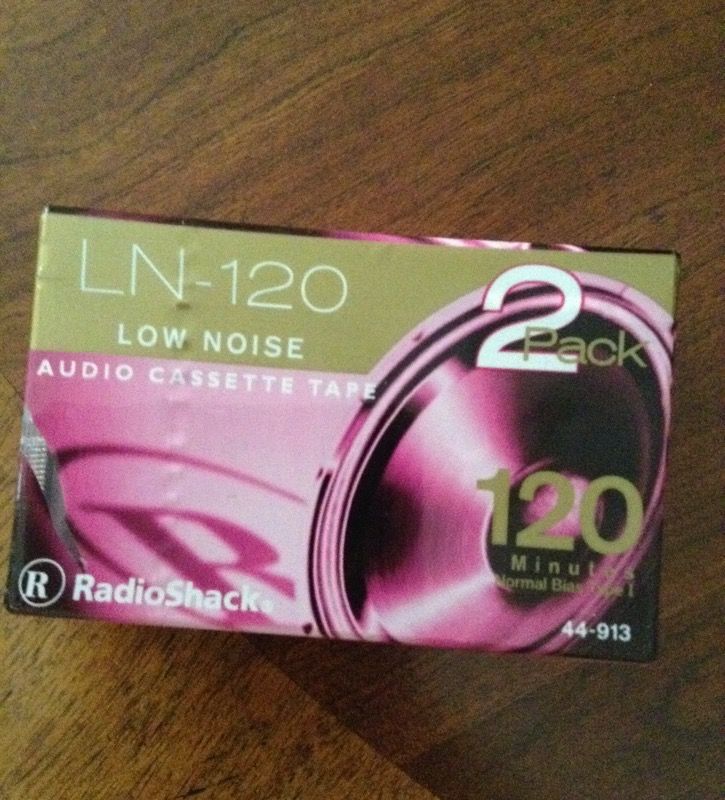 LN-120
LOW NOISE
AUDIO CASSETTE TAPE
2
Pack
120
Minutes
Normal Bias Type I
R RadioShack®
44-913